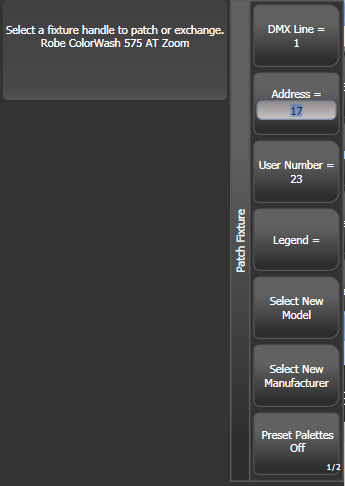 Select a fixture handle to patch or exchange.
Robe ColorWash 575 AT Zoom
Patch Fixture
DMX Line =
1
Address =
17
User Number =
23
Legend =
Select New
Model
Select New
Manufacturer
Preset Palettes
Off
1/2